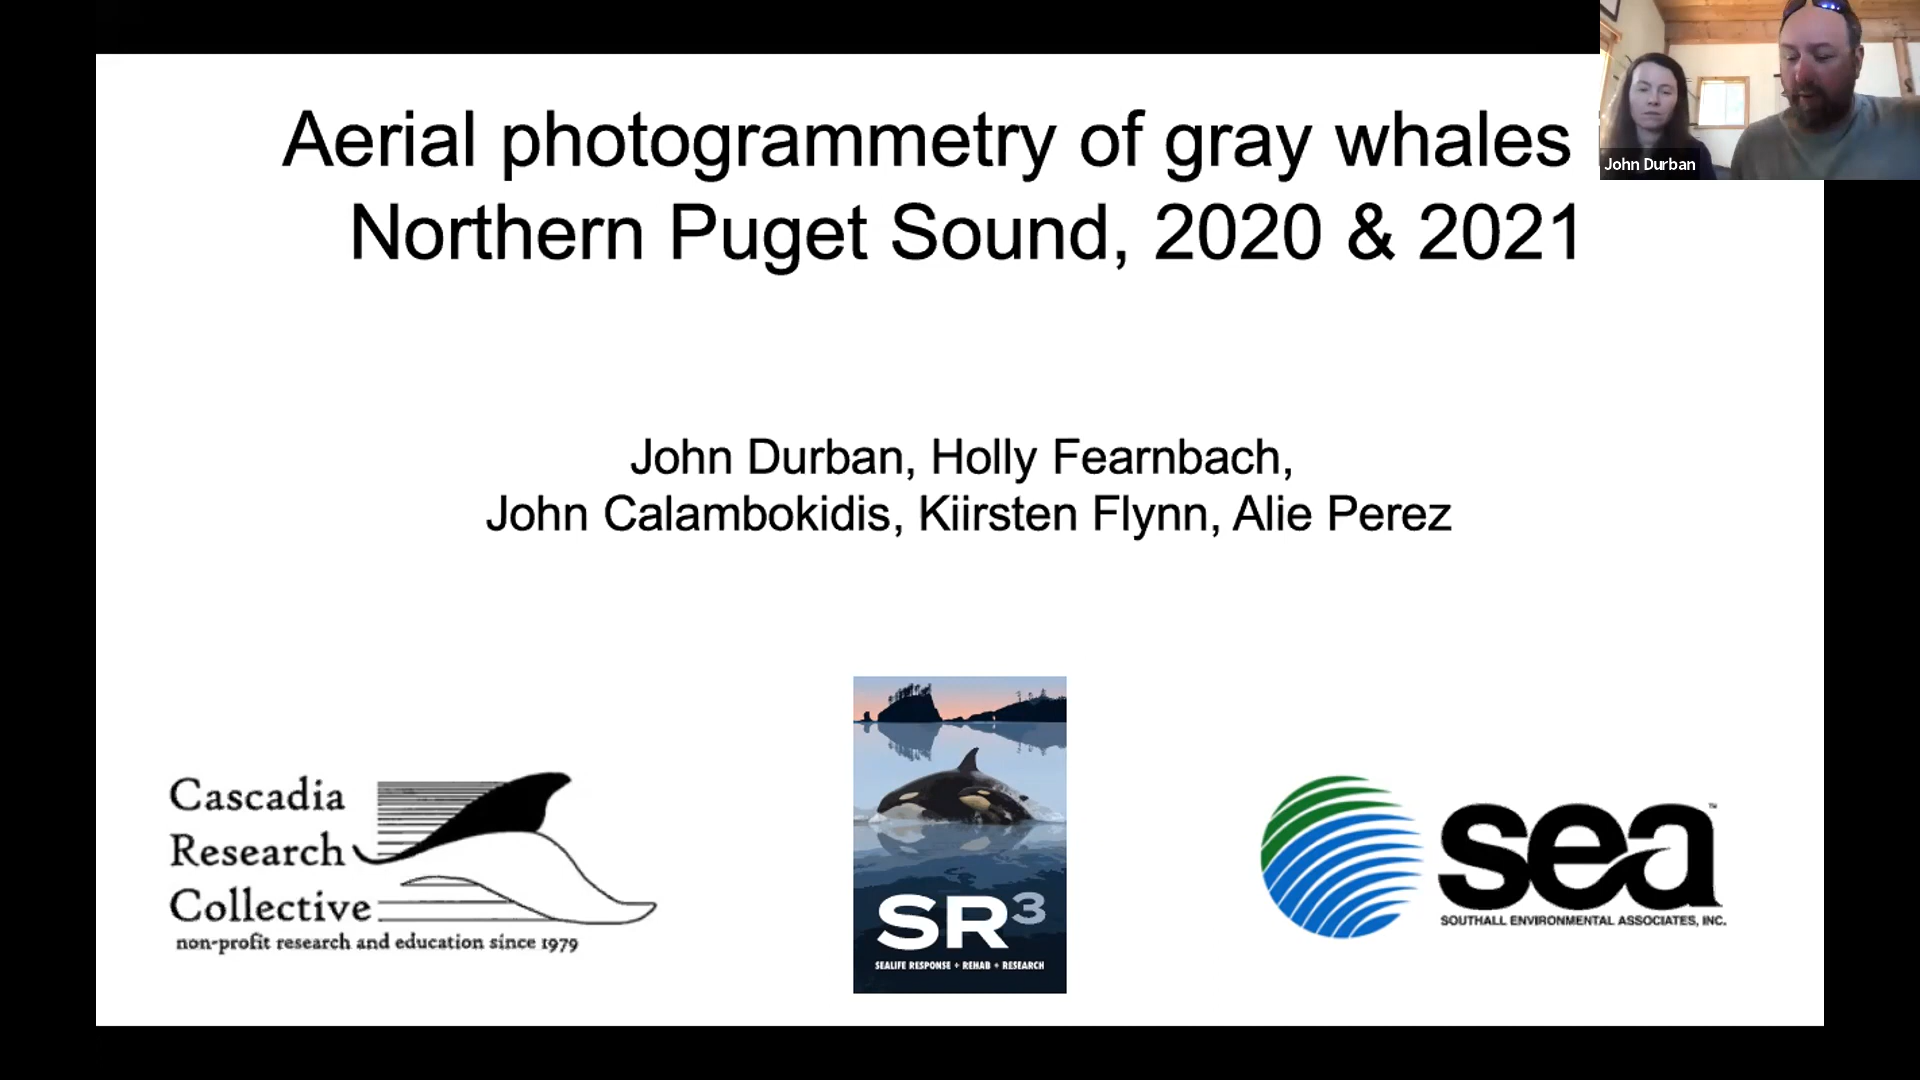 Aerial photogrammetry of gray whales
Northern Puget Sound, 2020 & 2021
John Durban
John Durban, Holly Fearnbach,
John Calambokidis, Kiirsten Flynn, Alie Perez
Cascadia
Research
Collective
non-profit research and education since 1979
SR³
SEALIFE RESPONSE + REHAB + RESEARCH
sea™
SOUTHALL ENVIRONMENTAL ASSOCIATES, INC.